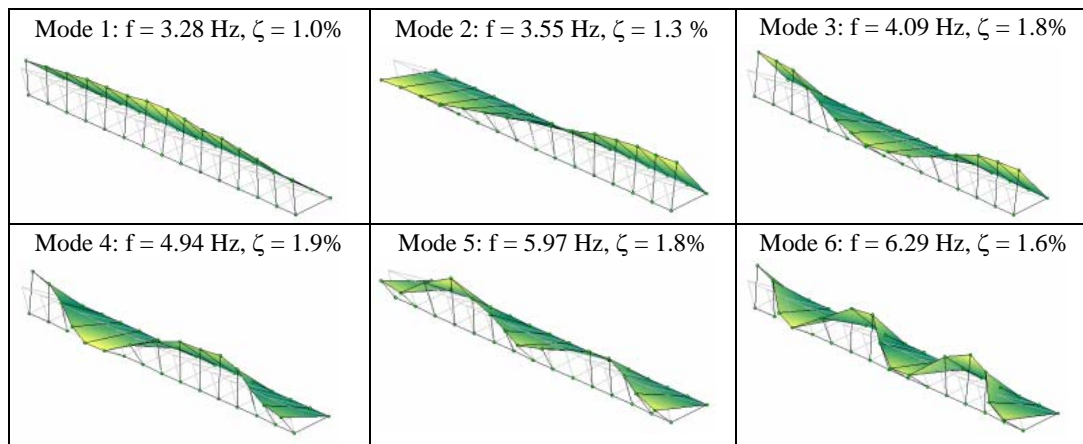 Mode 1: f = 3.28 Hz, ζ = 1.0%
Mode 2: f = 3.55 Hz, ζ = 1.3 %
Mode 3: f = 4.09 Hz, ζ = 1.8%
Mode 4: f = 4.94 Hz, ζ = 1.9%
Mode 5: f = 5.97 Hz, ζ = 1.8%
Mode 6: f = 6.29 Hz, ζ = 1.6%